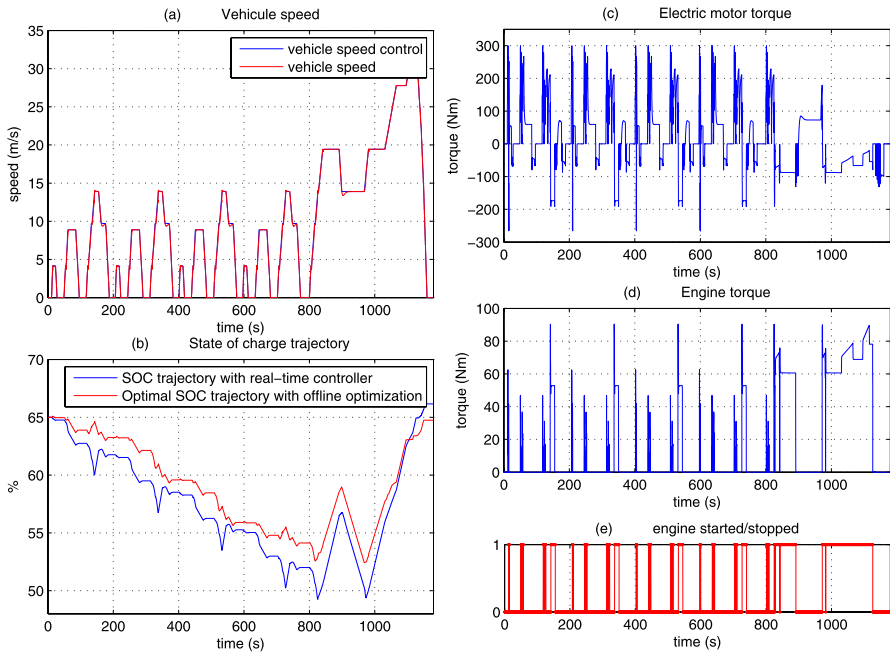 (a) Vehicule speed
35
30
25
20
15
10
5
0
speed (m/s)
vehicle speed control
vehicle speed
0 200 400 600 800 1000
time (s)
(b) State of charge trajectory
70
65
60
55
50
%
SOC trajectory with real−time controller
Optimal SOC trajectory with offline optimization
0 200 400 600 800 1000
time (s)
(c) Electric motor torque
300
200
100
0
−100
−200
−300
torque (Nm)
0 200 400 600 800 1000
time (s)
(d) Engine torque
100
80
60
40
20
0
torque (Nm)
0 200 400 600 800 1000
time (s)
(e) engine started/stopped
1
0
0 200 400 600 800 1000
time (s)